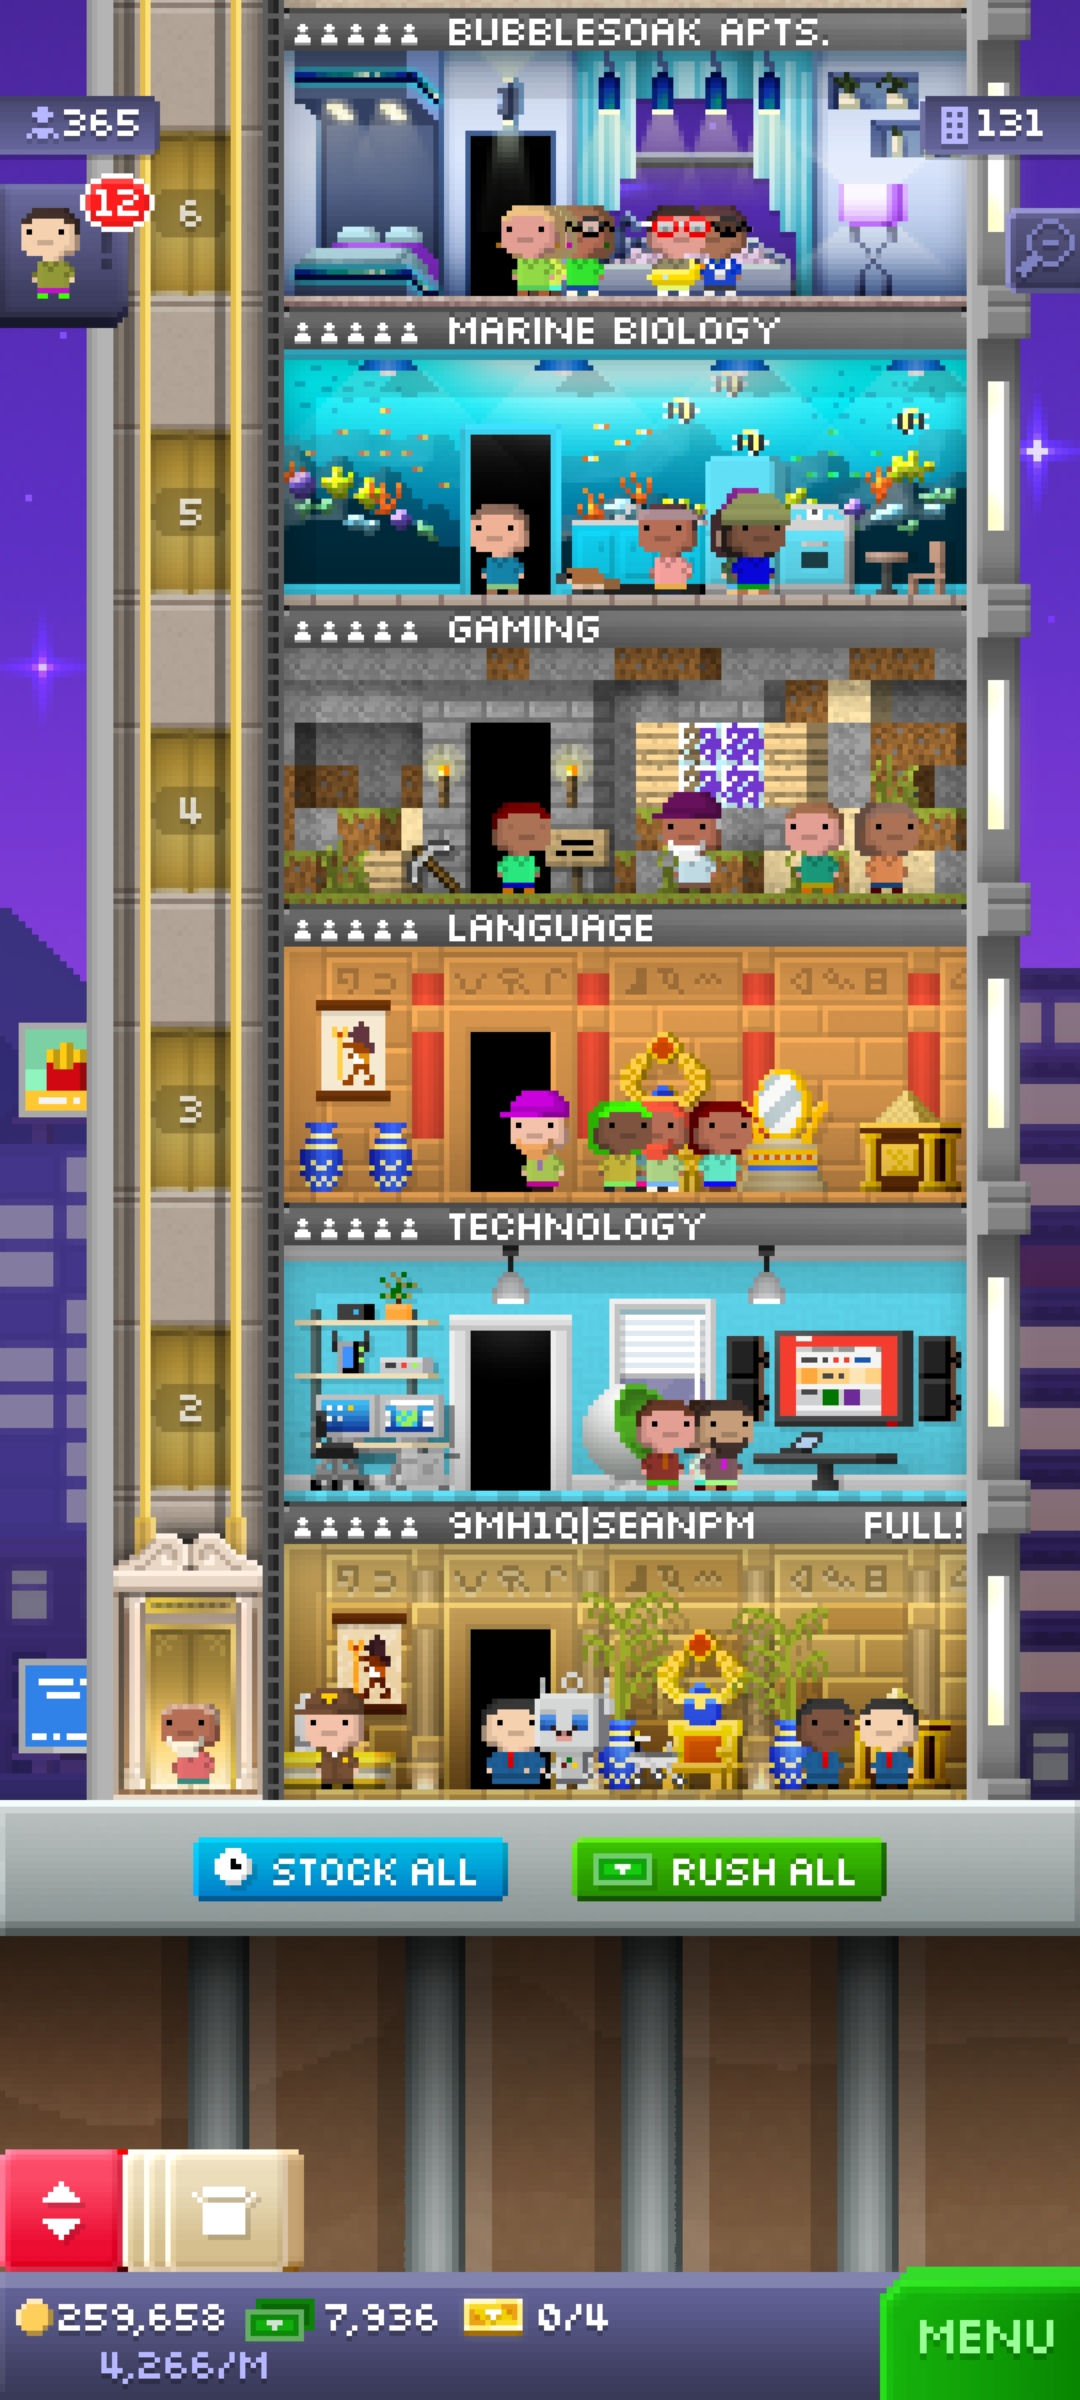 BUBBLESOAK APTS.
365
131
12
6
MARINE BIOLOGY
5
GAMING
4
LANGUAGE
3
TECHNOLOGY
2
9MH1Q|SEANPM FULL!
STOCK ALL
RUSH ALL
259,658 7,936 0/4
4,266/M
MENU